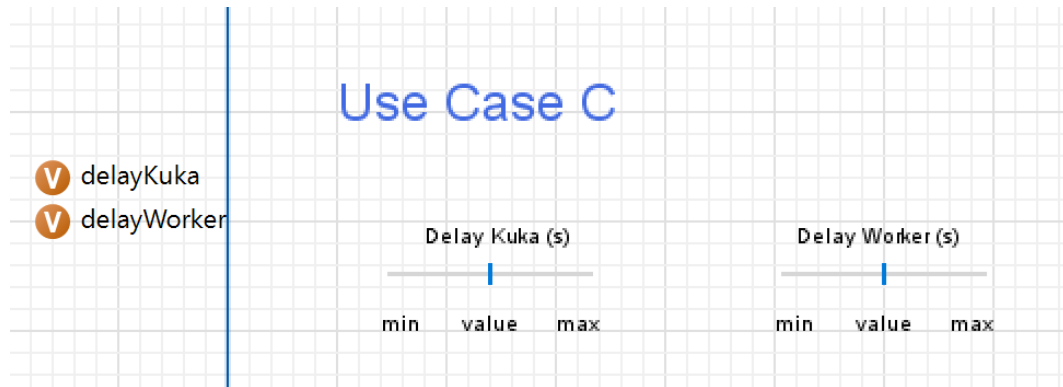 Use Case C
V delayKuka
V delayWorker
Delay Kuka (s)
Delay Worker (s)
min value max
min value max